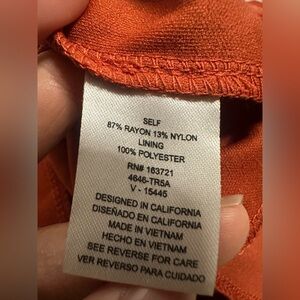 SELF
87% RAYON 13% NYLON
LINING
100% POLYESTER
RN# 163721
4646-TR5A
V - 15445
DESIGNED IN CALIFORNIA
DISEÑADO EN CALIFORNIA
MADE IN VIETNAM
HECHO EN VIETNAM
SEE REVERSE FOR CARE
VER REVERSO PARA CUIDADO